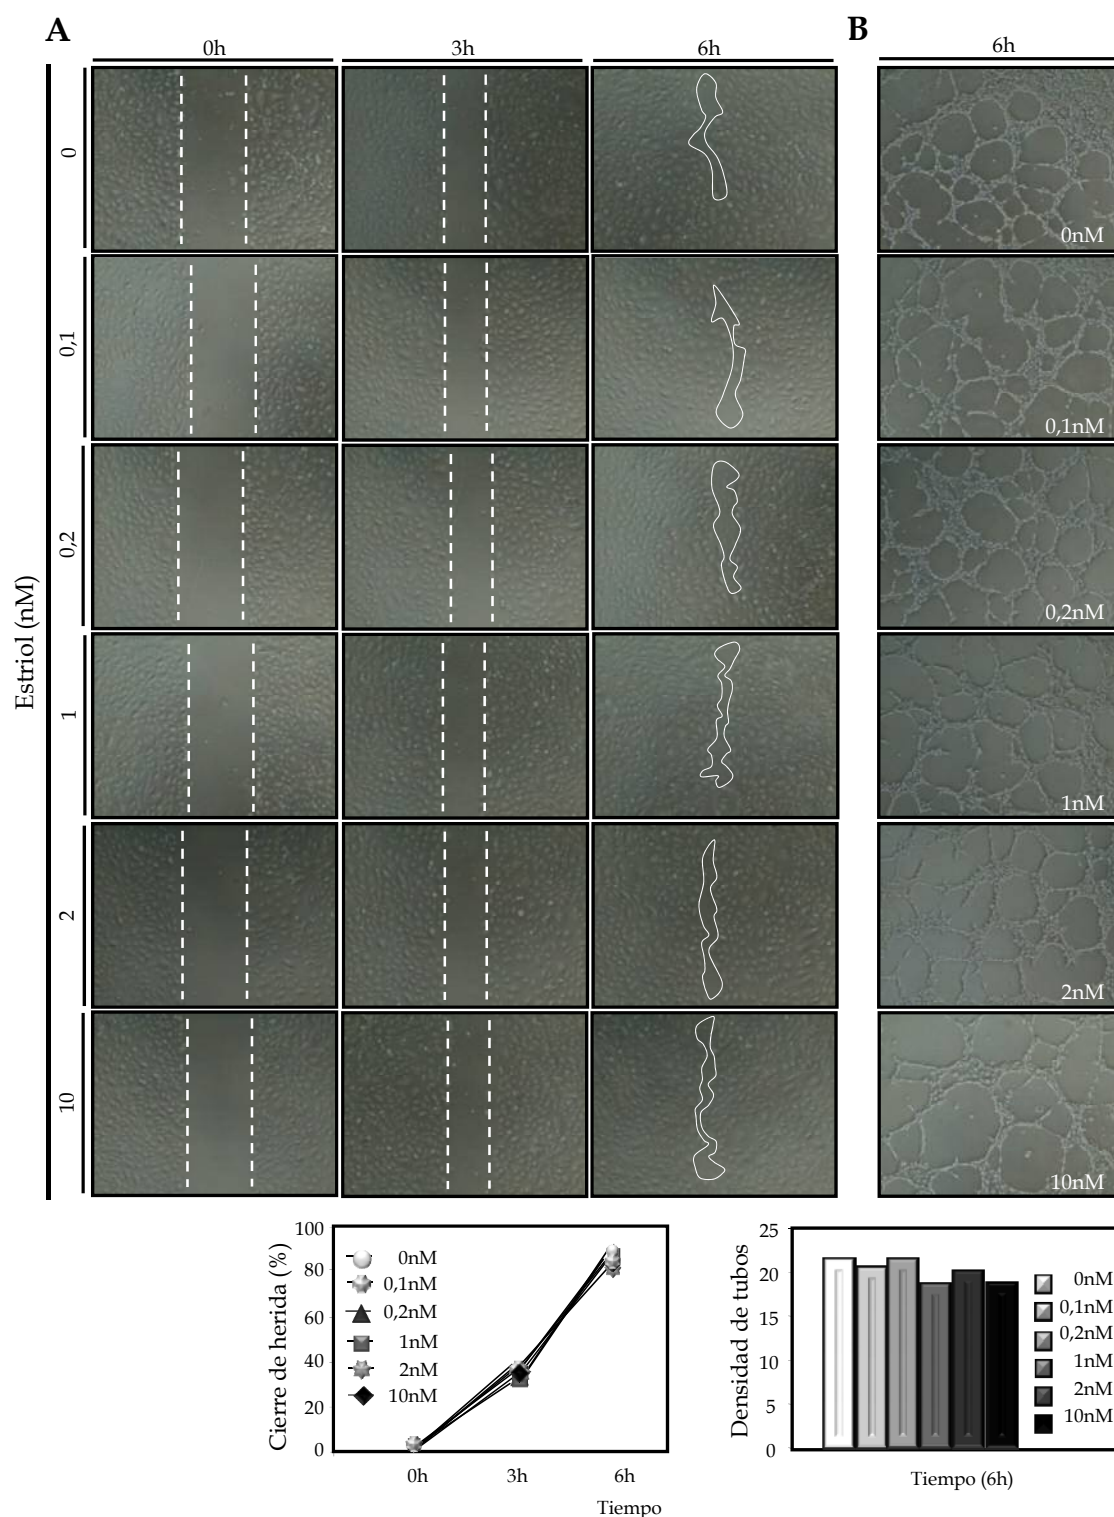 A
B
0h
3h
6h
6h
Estriol (nM)
0
0nM
0,1
0,1nM
0,2
0,2nM
1
1nM
2
2nM
10
10nM
Cierre de herida (%)
100
80
60
40
20
0
0nM
0,1nM
0,2nM
1nM
2nM
10nM
0h
3h
6h
Tiempo
Densidad de tubos
25
20
15
10
5
0
0nM
0,1nM
0,2nM
1nM
2nM
10nM
Tiempo (6h)